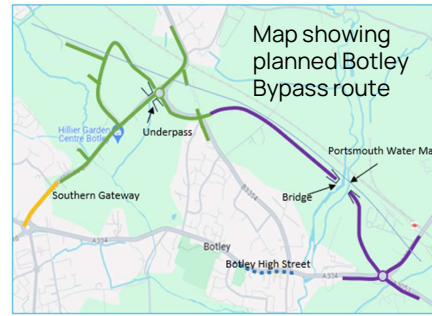 Map showing
planned Botley
Bypass route
Hillier Garden
Centre Botley
Underpass
Portsmouth Water Ma
Southern Gateway
Bridge
B3354
A334
Botley
Botley High Street
A334